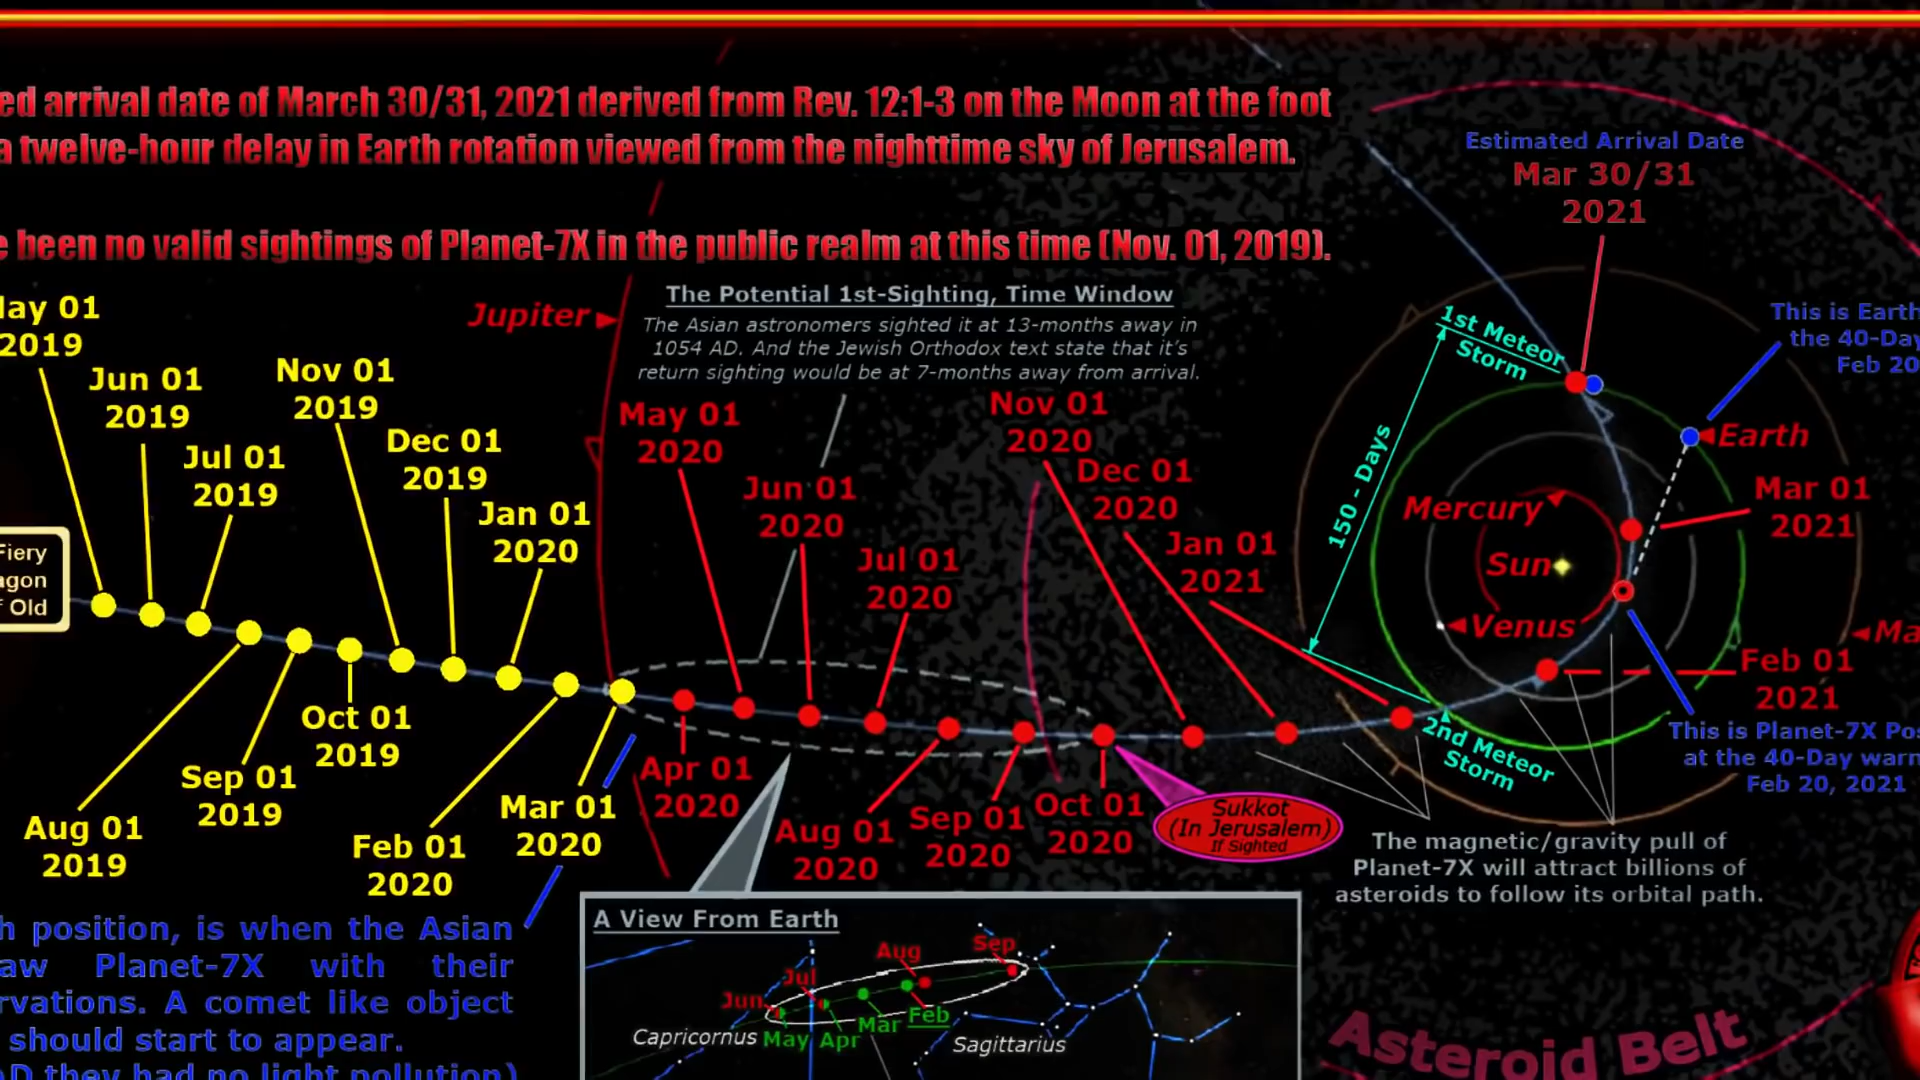 ed arrival date of March 30/31, 2021 derived from Rev. 12:1-3 on the Moon at the foot
a twelve-hour delay in Earth rotation viewed from the nighttime sky of Jerusalem.
e been no valid sightings of Planet-7X in the public realm at this time (Nov. 01, 2019).
Estimated Arrival Date
Mar 30/31
2021
The Potential 1st-Sighting, Time Window
The Asian astronomers sighted it at 13-months away in
1054 AD. And the Jewish Orthodox text state that it's
return sighting would be at 7-months away from arrival.
Jupiter
May 01
2019
Jun 01
2019
Jul 01
2019
Nov 01
2019
Dec 01
2019
Jan 01
2020
May 01
2020
Jun 01
2020
Jul 01
2020
Nov 01
2020
Dec 01
2020
Jan 01
2021
1st Meteor
Storm
150 - Days
This is Earth
the 40-Day
Feb 20
Earth
Mercury
Mar 01
2021
Sun
Venus
Ma
Feb 01
2021
Fiery
agon
f Old
Oct 01
2019
Sep 01
2019
Aug 01
2019
Feb 01
2020
Mar 01
2020
Apr 01
2020
Aug 01
2020
Sep 01
2020
Oct 01
2020
Sukkot
(In Jerusalem)
If Sighted
2nd Meteor
Storm
This is Planet-7X Pos
at the 40-Day warn
Feb 20, 2021
The magnetic/gravity pull of
Planet-7X will attract billions of
asteroids to follow its orbital path.
h position, is when the Asian
aw Planet-7X with their
rvations. A comet like object
should start to appear.
AD they had no light pollution)
A View From Earth
Sep
Aug
Jul
Jun
Feb
Mar
Capricornus
May
Apr
Sagittarius
Asteroid Belt